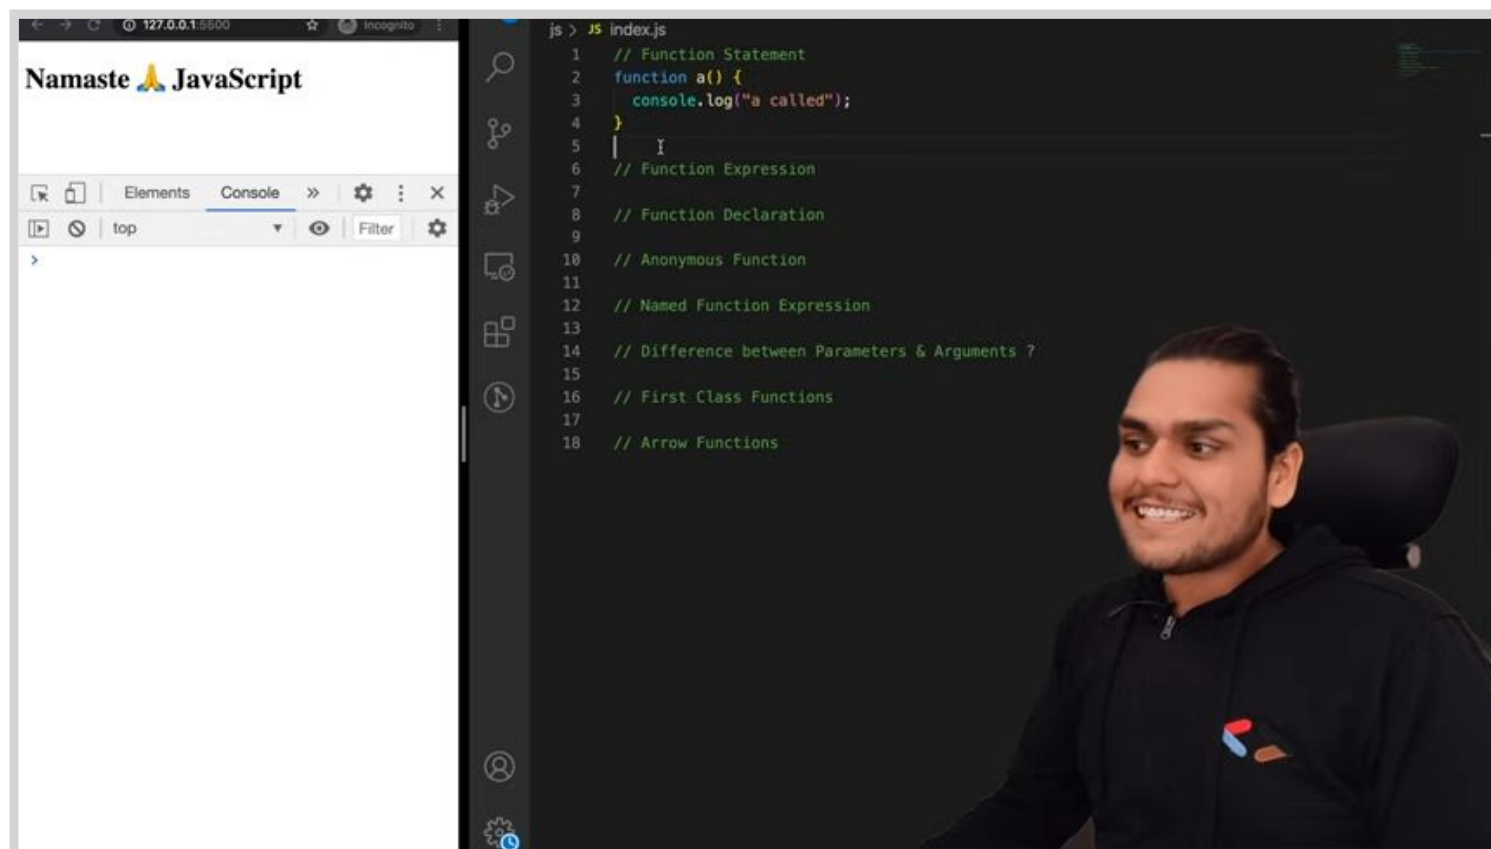 127.0.0.1:5500
Incognito
Namaste 🙏 JavaScript
Elements
Console
top
Filter
js > JS index.js
1 // Function Statement
2 function a() {
3 console.log("a called");
4 }
5
6 // Function Expression
7
8 // Function Declaration
9
10 // Anonymous Function
11
12 // Named Function Expression
13
14 // Difference between Parameters & Arguments ?
15
16 // First Class Functions
17
18 // Arrow Functions